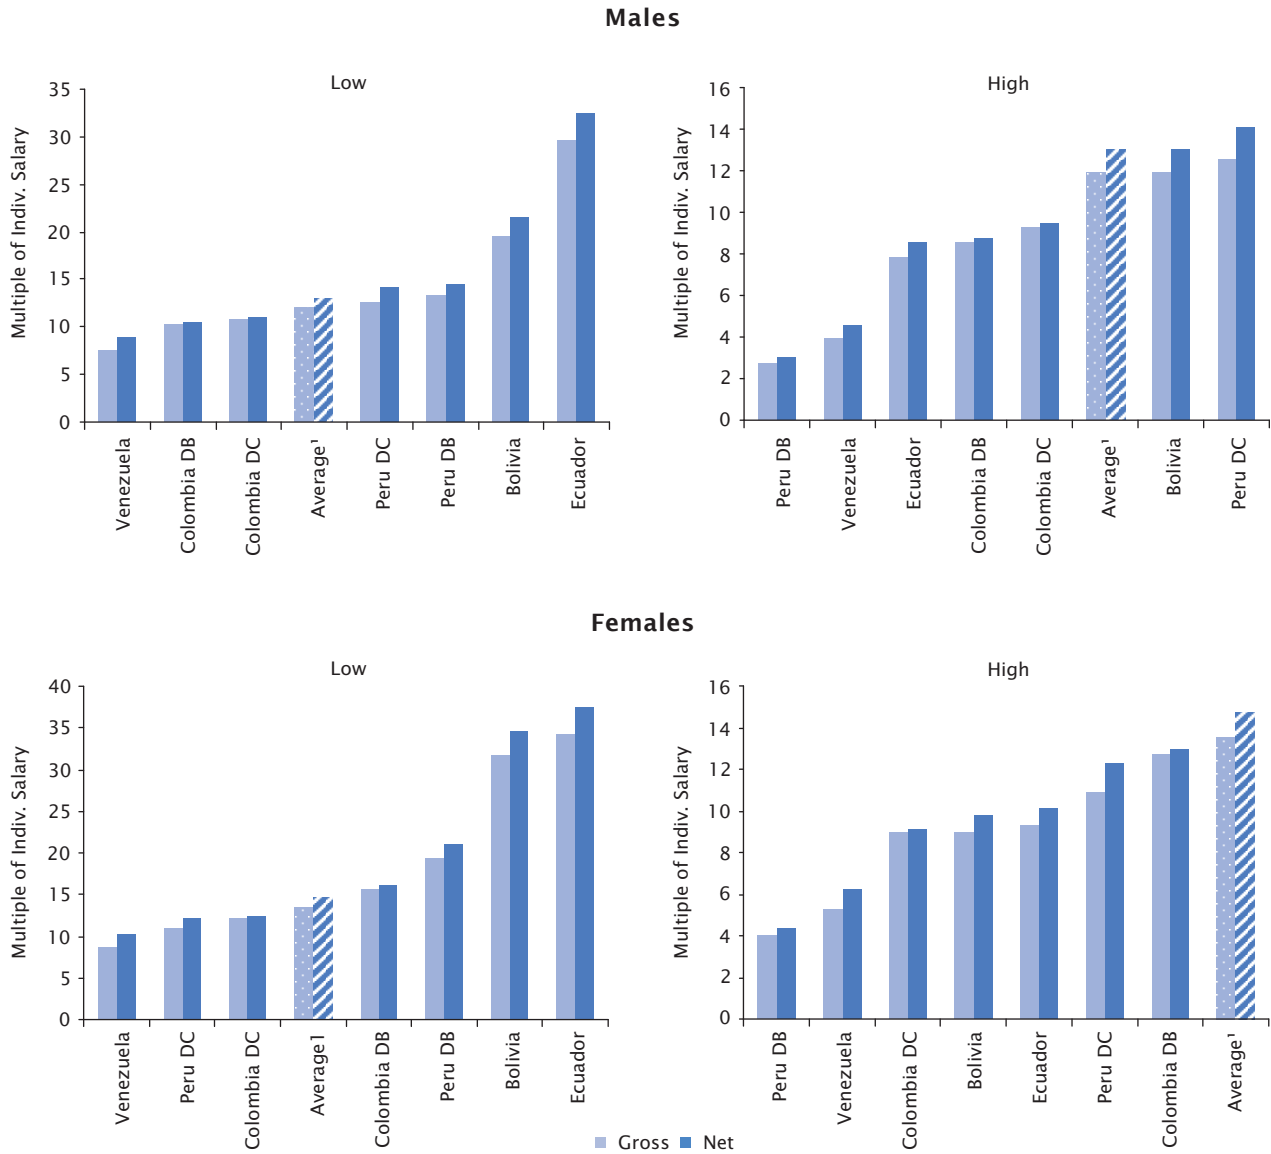 Males
Low
Multiple of Indiv. Salary
35
30
25
20
15
10
5
0
Venezuela
Colombia DB
Colombia DC
Average¹
Peru DC
Peru DB
Bolivia
Ecuador
High
Multiple of Indiv. Salary
16
14
12
10
8
6
4
2
0
Peru DB
Venezuela
Ecuador
Colombia DB
Colombia DC
Average¹
Bolivia
Peru DC
Females
Low
Multiple of Indiv. Salary
40
35
30
25
20
15
10
5
0
Venezuela
Peru DC
Colombia DC
Average1
Colombia DB
Peru DB
Bolivia
Ecuador
High
Multiple of Indiv. Salary
16
14
12
10
8
6
4
2
0
Peru DB
Venezuela
Colombia DC
Bolivia
Ecuador
Peru DC
Colombia DB
Average¹
Gross Net